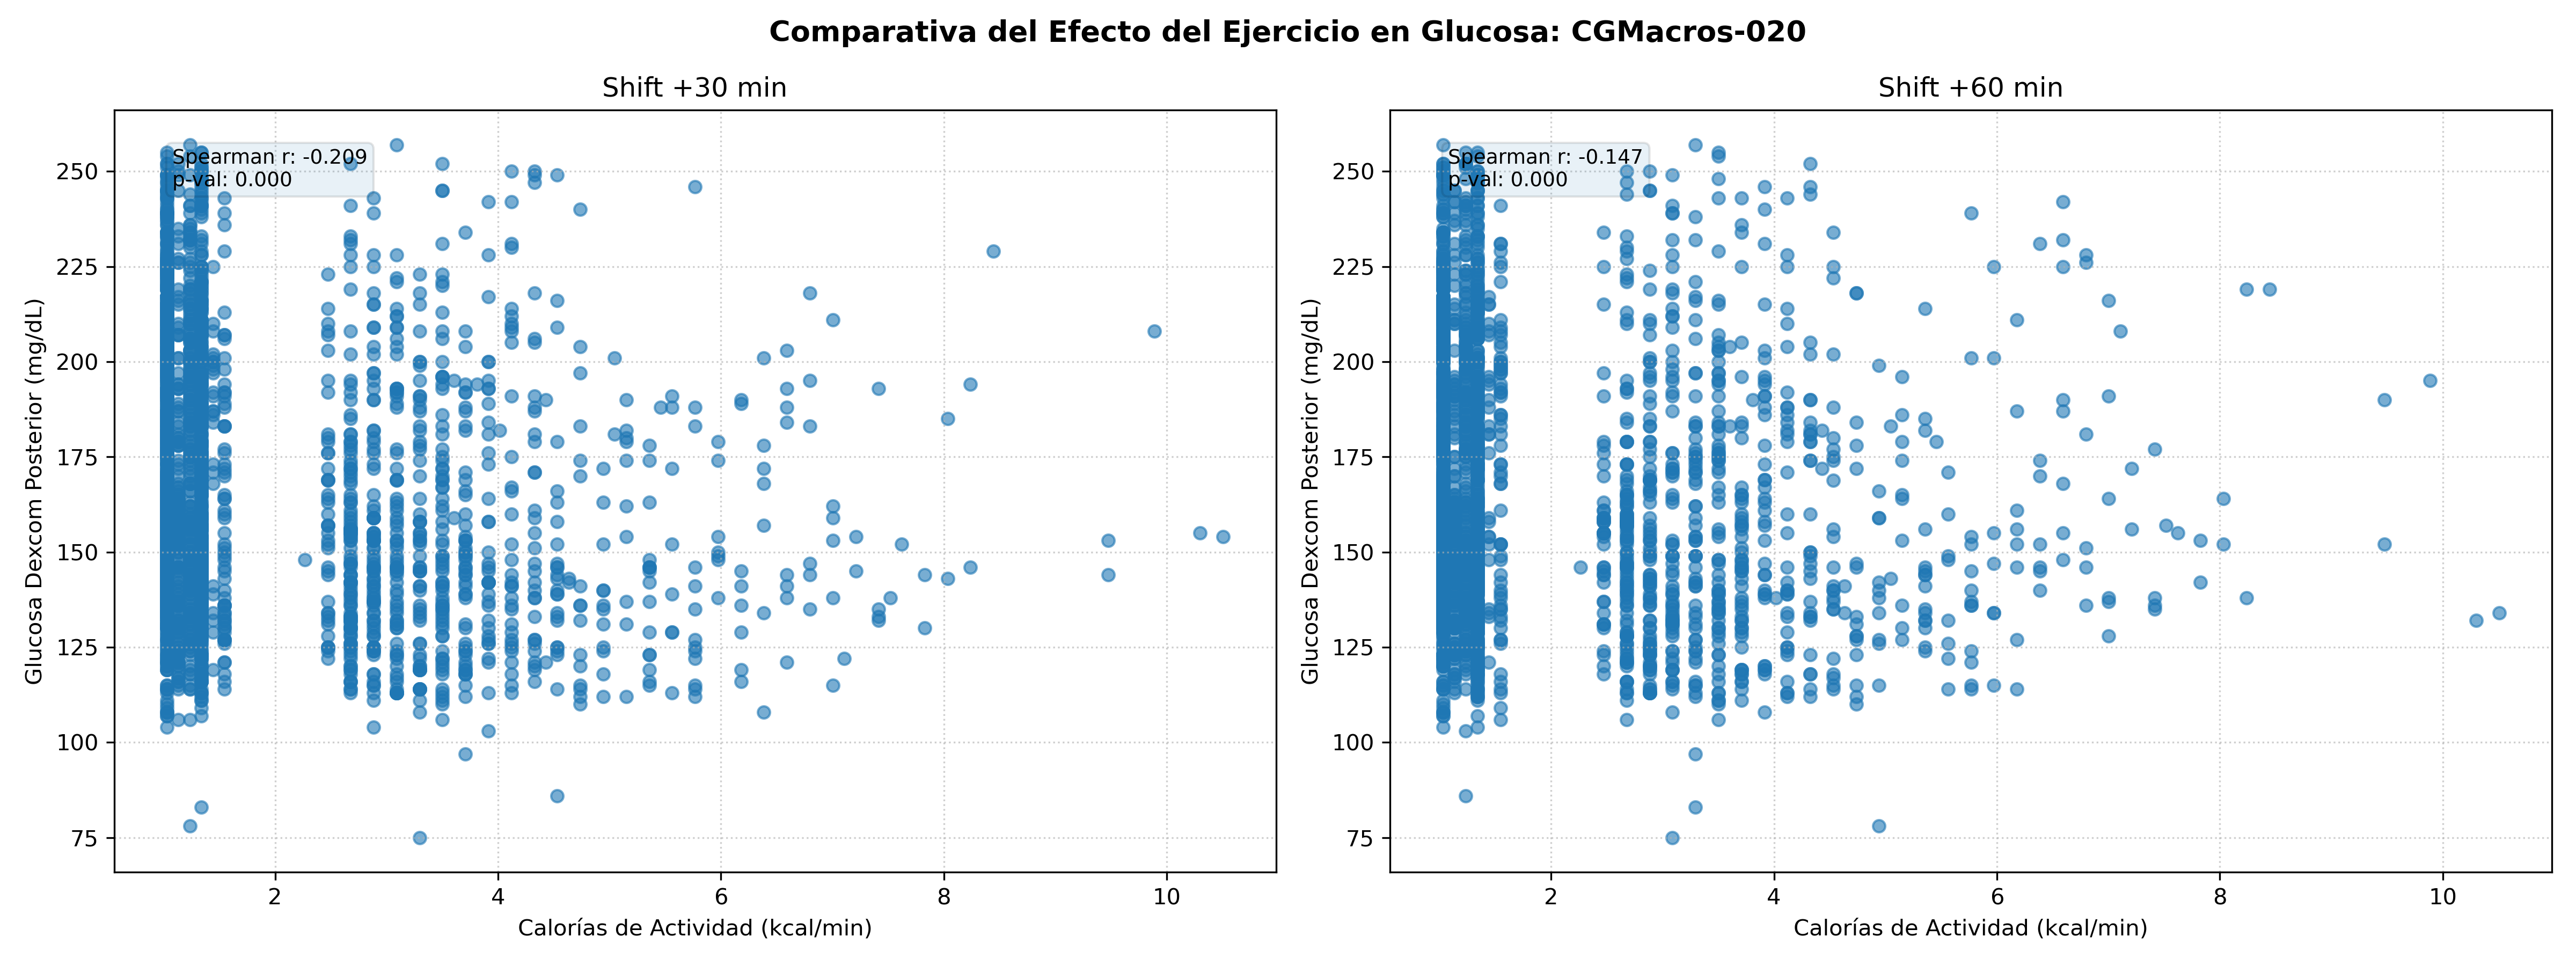 Comparativa del Efecto del Ejercicio en Glucosa: CGMacros-020
Shift +30 min
Spearman r: -0.209
p-val: 0.000
250
225
200
175
150
125
100
75
Glucosa Dexcom Posterior (mg/dL)
2 4 6 8 10
Calorías de Actividad (kcal/min)
Shift +60 min
Spearman r: -0.147
p-val: 0.000
250
225
200
175
150
125
100
75
Glucosa Dexcom Posterior (mg/dL)
2 4 6 8 10
Calorías de Actividad (kcal/min)